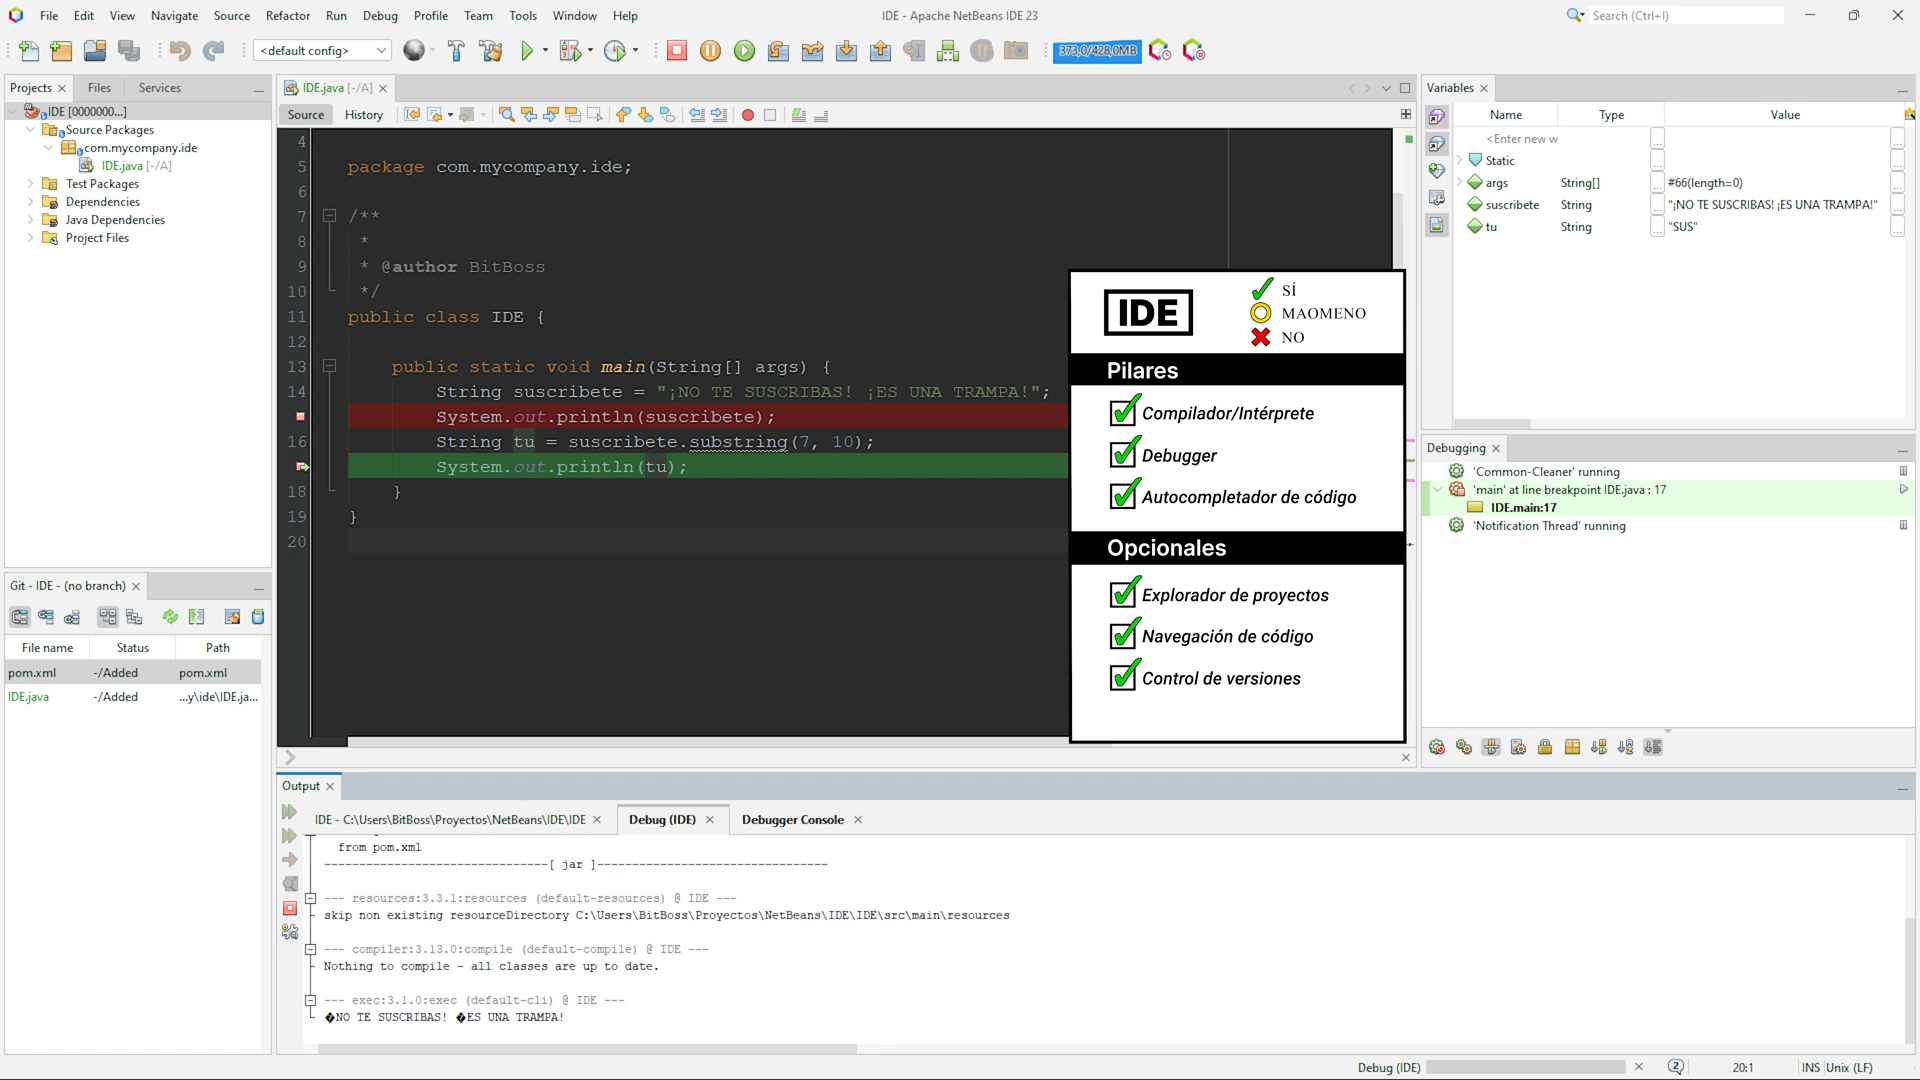 File Edit View Navigate Source Refactor Run Debug Profile Team Tools Window Help
IDE - Apache NetBeans IDE 23
Search (Ctrl+I)
<default config>
373,0/428,0MB
Projects Files Services
IDE [0000000...]
Source Packages
com.mycompany.ide
IDE.java [-/A]
Test Packages
Dependencies
Java Dependencies
Project Files
Git - IDE - (no branch)
File name Status Path
pom.xml -/Added pom.xml
IDE.java -/Added ...y\ide\IDE.ja...
IDE.java [-/A]
Source History
4
5 package com.mycompany.ide;
6
7 /**
8 *
9 * @author BitBoss
10 */
11 public class IDE {
12
13 public static void main(String[] args) {
14 String suscribete = "¡NO TE SUSCRIBAS! ¡ES UNA TRAMPA!";
System.out.println(suscribete);
16 String tu = suscribete.substring(7, 10);
System.out.println(tu);
18 }
19 }
20
IDE
SÍ
MAOMENO
NO
Pilares
Compilador/Intérprete
Debugger
Autocompletador de código
Opcionales
Explorador de proyectos
Navegación de código
Control de versiones
Variables
Name Type Value
<Enter new w
Static
args String[] #66(length=0)
suscribete String "¡NO TE SUSCRIBAS! ¡ES UNA TRAMPA!"
tu String "SUS"
Debugging
'Common-Cleaner' running
'main' at line breakpoint IDE.java : 17
IDE.main:17
'Notification Thread' running
Output
IDE - C:\Users\BitBoss\Proyectos\NetBeans\IDE\IDE Debug (IDE) Debugger Console
from pom.xml
--------------------------------[ jar ]---------------------------------
--- resources:3.3.1:resources (default-resources) @ IDE ---
skip non existing resourceDirectory C:\Users\BitBoss\Proyectos\NetBeans\IDE\IDE\src\main\resources
--- compiler:3.13.0:compile (default-compile) @ IDE ---
Nothing to compile - all classes are up to date.
--- exec:3.1.0:exec (default-cli) @ IDE ---
�NO TE SUSCRIBAS! �ES UNA TRAMPA!
Debug (IDE) 2 20:1 INS Unix (LF)